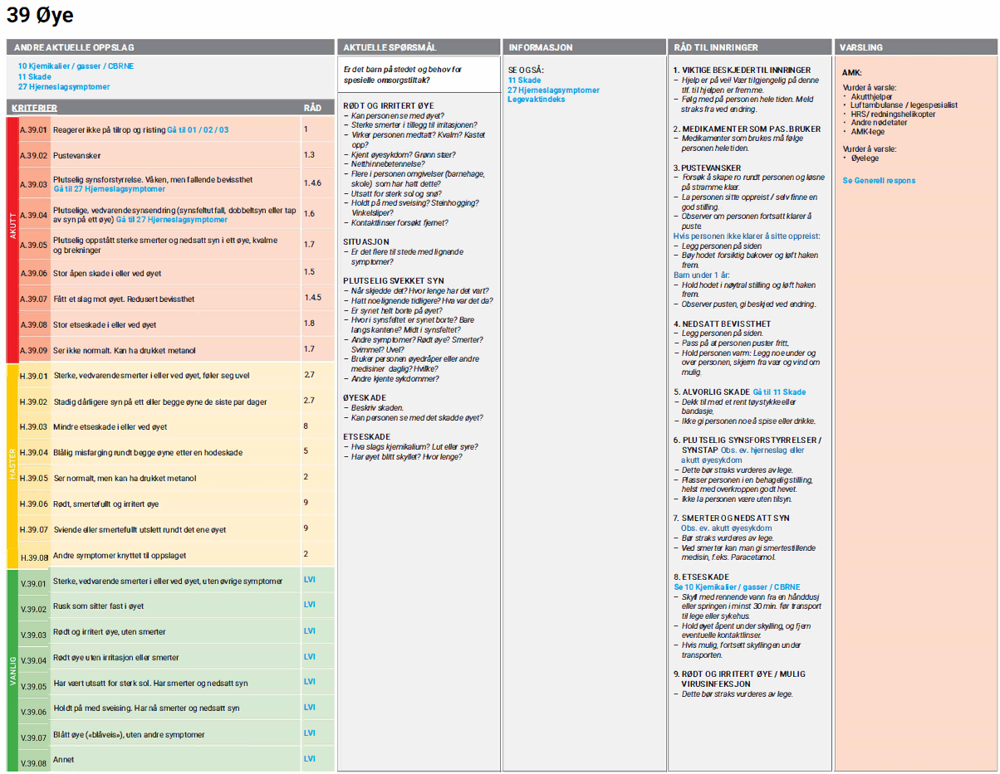 39 Øye
ANDRE AKTUELLE OPPSLAG
10 Kjemikalier / gasser / CBRNE
11 Skade
27 Hjerneslagsymptomer
KRITERIER RÅD
AKUTT
A.39.01 Reagerer ikke på tilrop og risting Gå til 01 / 02 / 03 1
A.39.02 Pustevansker 1.3
A.39.03 Plutselig synsforstyrrelse. Våken, men fallende bevissthet 1.4.6
Gå til 27 Hjerneslagsymptomer
A.39.04 Plutselige, vedvarende synsendring (synsfeltutfall, dobbeltsyn eller tap 1.6
av syn på ett øye) Gå til 27 Hjerneslagsymptomer
A.39.05 Plutselig oppstått sterke smerter og nedsatt syn i ett øye, kvalme 1.7
og brekninger
A.39.06 Stor åpen skade i eller ved øyet 1.5
A.39.07 Fått et slag mot øyet. Redusert bevissthet 1.4.5
A.39.08 Stor etseskade i eller ved øyet 1.8
A.39.09 Ser ikke normalt. Kan ha drukket metanol 1.7
HASTER
H.39.01 Sterke, vedvarende smerter i eller ved øyet, føler seg uvel 2.7
H.39.02 Stadig dårligere syn på ett eller begge øyne de siste par dager 2.7
H.39.03 Mindre etseskade i eller ved øyet 8
H.39.04 Blålig misfarging rundt begge øyne etter en hodeskade 5
H.39.05 Ser normalt, men kan ha drukket metanol 2
H.39.06 Rødt, smertefullt og irritert øye 9
H.39.07 Sviende eller smertefullt utslett rundt det ene øyet 9
H.39.08 Andre symptomer knyttet til oppslaget 2
VANLIG
V.39.01 Sterke, vedvarende smerter i eller ved øyet, uten øvrige symptomer LVI
V.39.02 Rusk som sitter fast i øyet LVI
V.39.03 Rødt og irritert øye, uten smerter LVI
V.39.04 Rødt øye uten irritasjon eller smerter LVI
V.39.05 Har vært utsatt for sterk sol. Har smerter og nedsatt syn LVI
V.39.06 Holdt på med sveising. Har nå smerter og nedsatt syn LVI
V.39.07 Blått øye («blåveis»), uten andre symptomer LVI
V.39.08 Annet LVI
AKTUELLE SPØRSMÅL
Er det barn på stedet og behov for
spesielle omsorgstiltak?
RØDT OG IRRITERT ØYE
– Kan personen se med øyet?
– Sterke smerter i tillegg til irritasjonen?
– Virker personen medtatt? Kvalm? Kastet
opp?
– Kjent øyesykdom? Grønn stær?
– Netthinnebetennelse?
– Flere i personen omgivelser (barnehage,
skole) som har hatt dette?
– Utsatt for sterk sol og snø?
– Holdt på med sveising? Steinhogging?
Vinkelsliper?
– Kontaktlinser forsøkt fjernet?
SITUASJON
– Er det flere til stede med lignende
symptomer?
PLUTSELIG SVEKKET SYN
– Når skjedde det? Hvor lenge har det vart?
– Hatt noe lignende tidligere? Hva var det da?
– Er synet helt borte på øyet?
– Hvor i synsfeltet er synet borte? Bare
langs kantene? Midt i synsfeltet?
– Andre symptomer? Rødt øye? Smerter?
Svimmel? Uvel?
– Bruker personen øyedråper eller andre
medisiner daglig? Hvilke?
– Andre kjente sykdommer?
ØYESKADE
– Beskriv skaden.
– Kan personen se med det skadde øyet?
ETSESKADE
– Hva slags kjemikalium? Lut eller syre?
– Har øyet blitt skyllet? Hvor lenge?
INFORMASJON
SE OGSÅ:
11 Skade
27 Hjerneslagsymptomer
Legevaktindeks
RÅD TIL INNRINGER
1. VIKTIGE BESKJEDER TIL INNRINGER
– Hjelp er på vei! Vær tilgjengelig på denne
tlf. til hjelpen er fremme.
– Følg med på personen hele tiden. Meld
straks fra ved endring.
2. MEDIKAMENTER SOM PAS. BRUKER
– Medikamenter som brukes må følge
personen hele tiden.
3. PUSTEVANSKER
– Forsøk å skape ro rundt personen og løsne
på stramme klær.
– La personen sitte oppreist / selv finne en
god stilling.
– Observer om personen fortsatt klarer å
puste.
Hvis personen ikke klarer å sitte oppreist:
– Legg personen på siden
– Bøy hodet forsiktig bakover og løft haken
frem.
Barn under 1 år:
– Hold hodet i nøytral stilling og løft haken
frem.
– Observer pusten, gi beskjed ved endring.
4. NEDSATT BEVISSTHET
– Legg personen på siden.
– Pass på at personen puster fritt.
– Hold personen varm: Legg noe under og
over personen, skjerm fra vær og vind om
mulig.
5. ALVORLIG SKADE Gå til 11 Skade
– Dekk til med et rent tøystykke eller
bandasje.
– Ikke gi personen noe å spise eller drikke.
6. PLUTSELIG SYNSFORSTYRRELSER /
SYNSTAP Obs. ev. hjerneslag eller
akutt øyesykdom
– Dette bør straks vurderes av lege.
– Plasser personen i en behagelig stilling,
helst med overkroppen godt hevet.
– Ikke la personen være uten tilsyn.
7. SMERTER OG NEDSATT SYN
Obs. ev. akutt øyesykdom
– Bør straks vurderes av lege.
– Ved smerter kan man gi smertestillende
medisin, f.eks. Paracetamol.
8. ETSESKADE
Se 10 Kjemikalier / gasser / CBRNE
– Skyll med rennende vann fra en hånddusj
eller springen i minst 30 min. før transport
til lege eller sykehus.
– Hold øyet åpent under skylling, og fjern
eventuelle kontaktlinser.
– Hvis mulig, fortsett skyllingen under
transporten.
9. RØDT OG IRRITERT ØYE / MULIG
VIRUSINFEKSJON
– Dette bør straks vurderes av lege.
VARSLING
AMK:
Vurder å varsle:
• Akutthjelper
• Luftambulanse / legespesialist
• HRS/ redningshelikopter
• Andre nødetater
• AMK-lege
Vurder å varsle:
• Øyelege
Se Generell respons